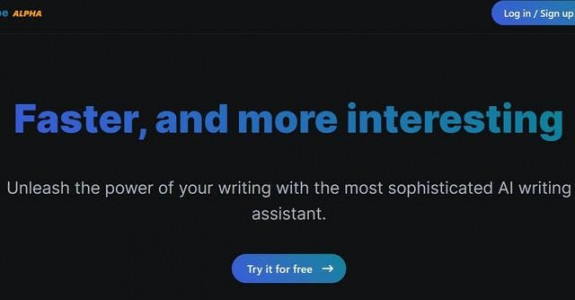 ALPHA
Log in / Sign up
Faster, and more interesting
Unleash the power of your writing with the most sophisticated AI writing
assistant.
Try it for free →